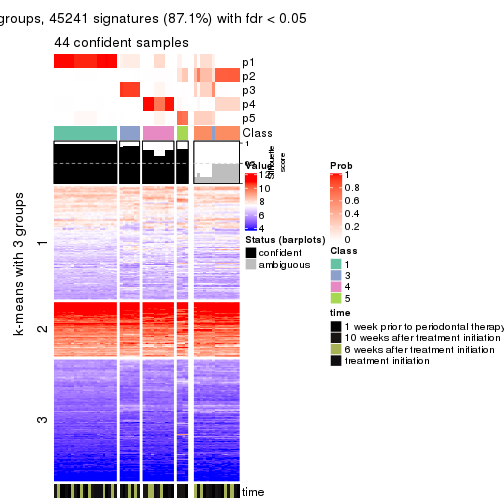 groups, 45241 signatures (87.1%) with fdr < 0.05
44 confident samples
p1
p2
p3
p4
p5
Class
1
Silhouette
score
Value
12
10
8
6
4
Status (barplots)
confident
ambiguous
Prob
1
0.8
0.6
0.4
0.2
0
Class
1
3
4
5
time
1 week prior to periodontal therapy
10 weeks after treatment initiation
6 weeks after treatment initiation
treatment initiation
k-means with 3 groups
1
2
3
time